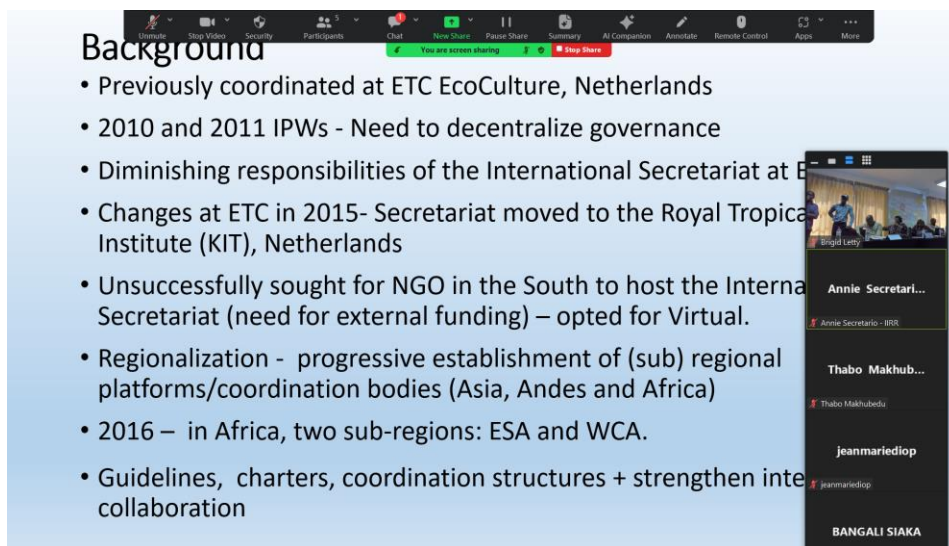 Unmute
Stop Video
Security
Participants
5
Chat
1
New Share
Pause Share
Summary
AI Companion
Annotate
Remote Control
Apps
More
You are screen sharing
Stop Share
Background
• Previously coordinated at ETC EcoCulture, Netherlands
• 2010 and 2011 IPWs - Need to decentralize governance
• Diminishing responsibilities of the International Secretariat at E
• Changes at ETC in 2015- Secretariat moved to the Royal Tropica
Institute (KIT), Netherlands
• Unsuccessfully sought for NGO in the South to host the Interna
Secretariat (need for external funding) – opted for Virtual.
• Regionalization - progressive establishment of (sub) regional
platforms/coordination bodies (Asia, Andes and Africa)
• 2016 – in Africa, two sub-regions: ESA and WCA.
• Guidelines, charters, coordination structures + strengthen inte
collaboration
Brigid Letty
Annie Secretari...
Annie Secretario - IIRR
Thabo Makhub...
Thabo Makhubedu
jeanmariediop
jeanmariediop
BANGALI SIAKA